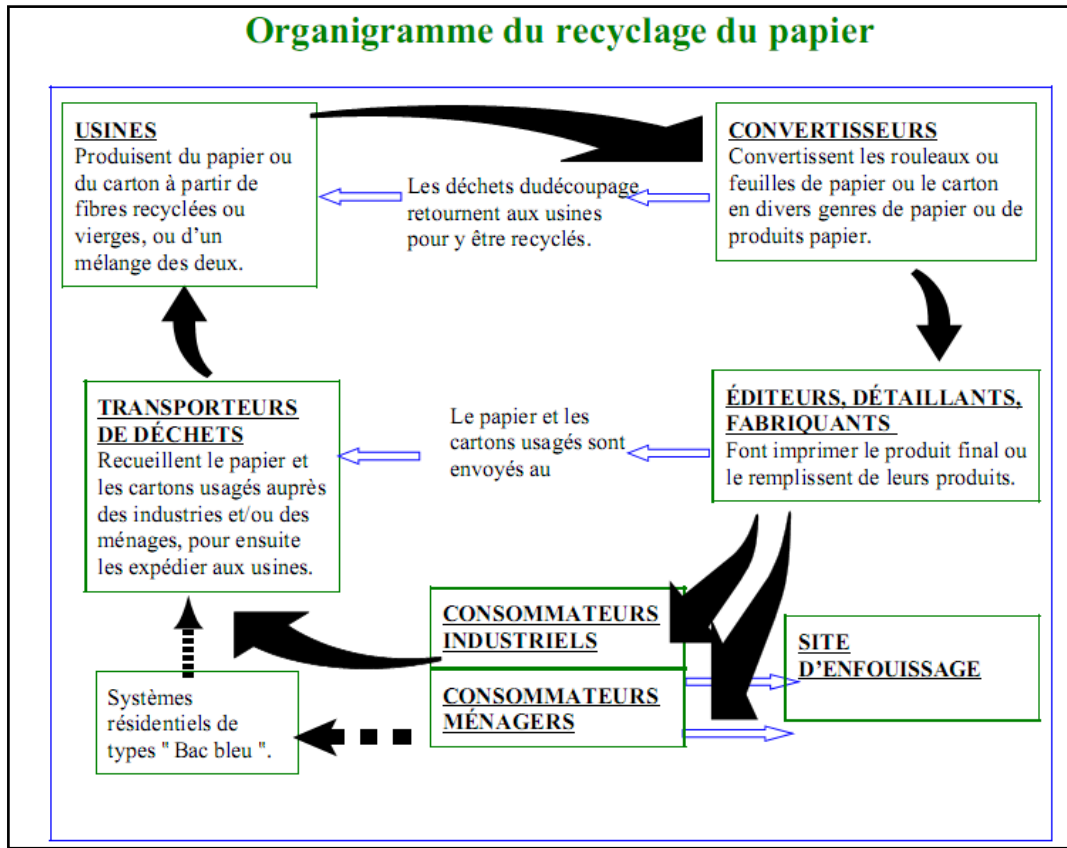 Organigramme du recyclage du papier
USINES
Produisent du papier ou
du carton à partir de
fibres recyclées ou
vierges, ou d'un
mélange des deux.
Les déchets dudécoupage
retournent aux usines
pour y être recyclés.
CONVERTISSEURS
Convertissent les rouleaux ou
feuilles de papier ou le carton
en divers genres de papier ou de
produits papier.
TRANSPORTEURS
DE DÉCHETS
Recueillent le papier et
les cartons usagés auprès
des industries et/ou des
ménages, pour ensuite
les expédier aux usines.
Le papier et les
cartons usagés sont
envoyés au
ÉDITEURS, DÉTAILLANTS,
FABRIQUANTS
Font imprimer le produit final ou
le remplissent de leurs produits.
CONSOMMATEURS
INDUSTRIELS
CONSOMMATEURS
MÉNAGERS
SITE
D'ENFOUISSAGE
Systèmes
résidentiels de
types " Bac bleu ".